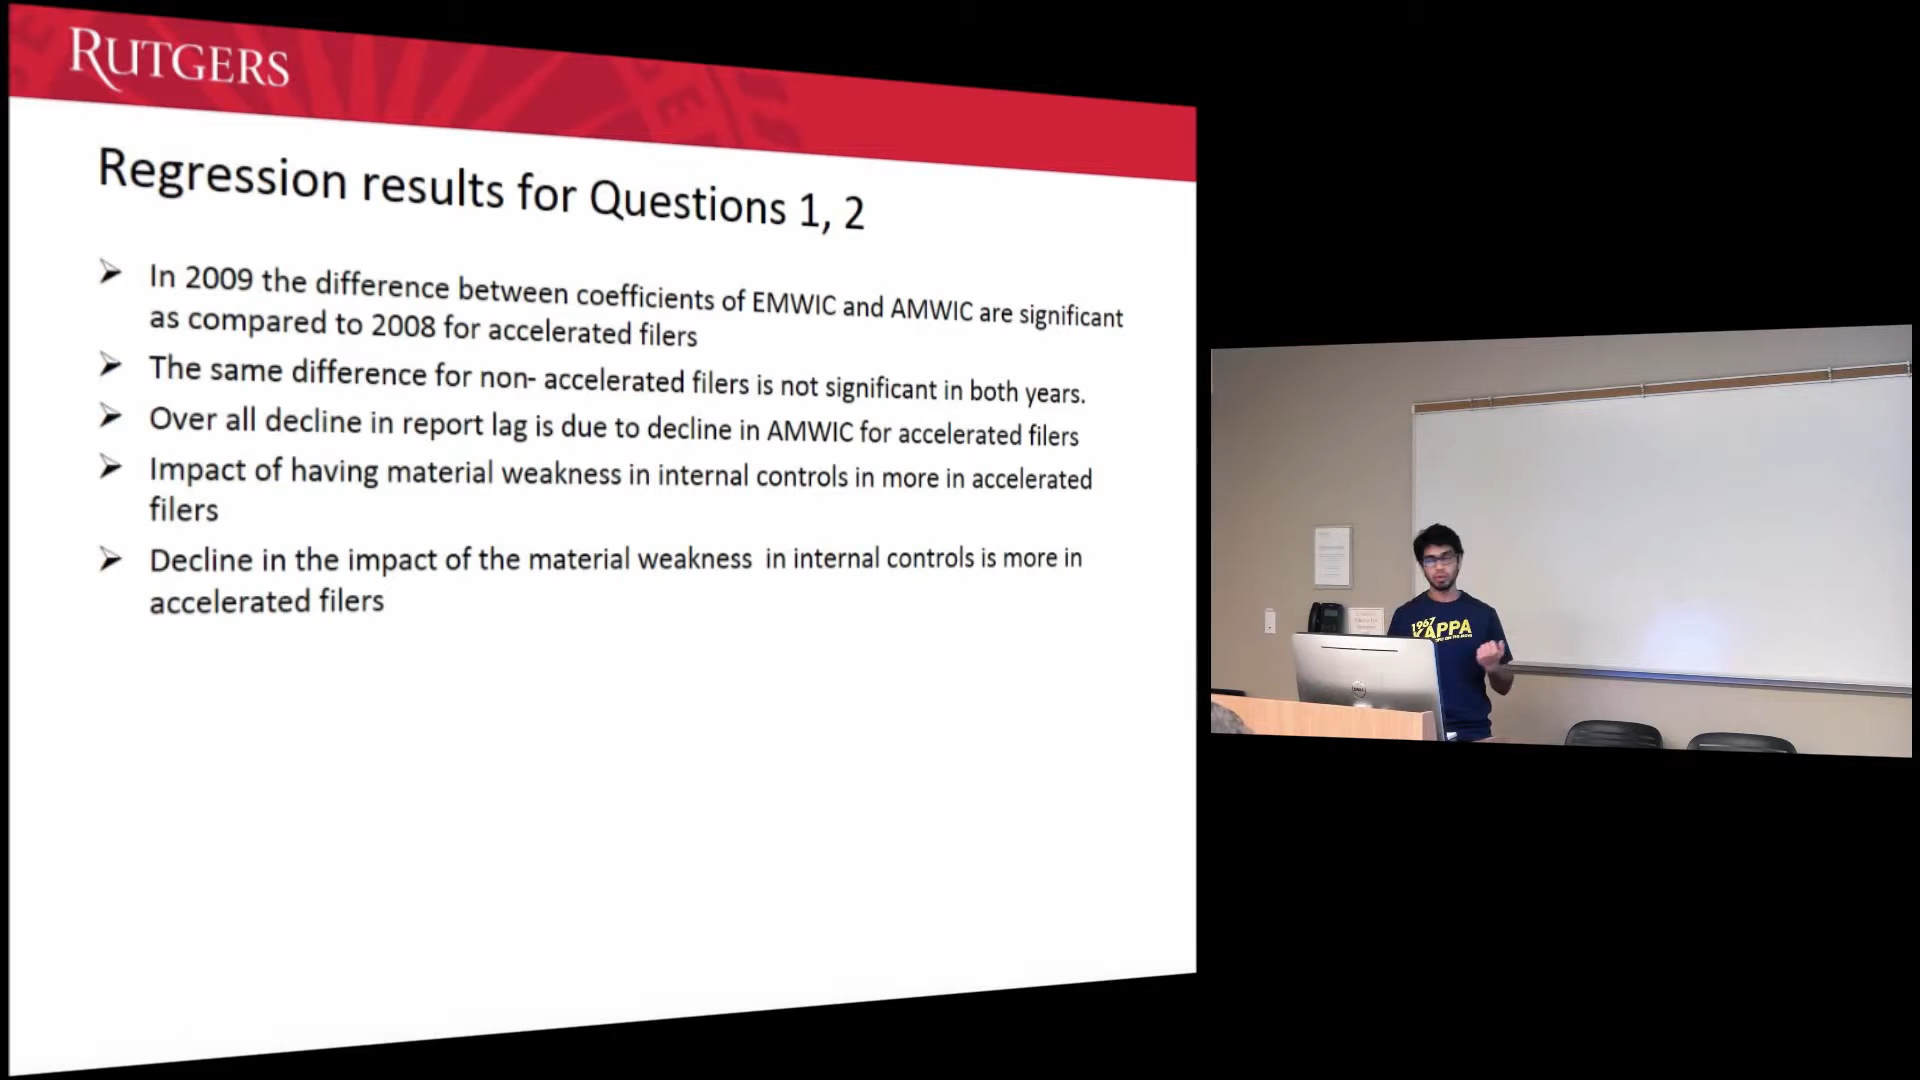 RUTGERS
Regression results for Questions 1, 2
In 2009 the difference between coefficients of EMWIC and AMWIC are significant
as compared to 2008 for accelerated filers
The same difference for non- accelerated filers is not significant in both years.
Over all decline in report lag is due to decline in AMWIC for accelerated filers
Impact of having material weakness in internal controls in more in accelerated
filers
Decline in the impact of the material weakness in internal controls is more in
accelerated filers
1967
KAPPA
DELL